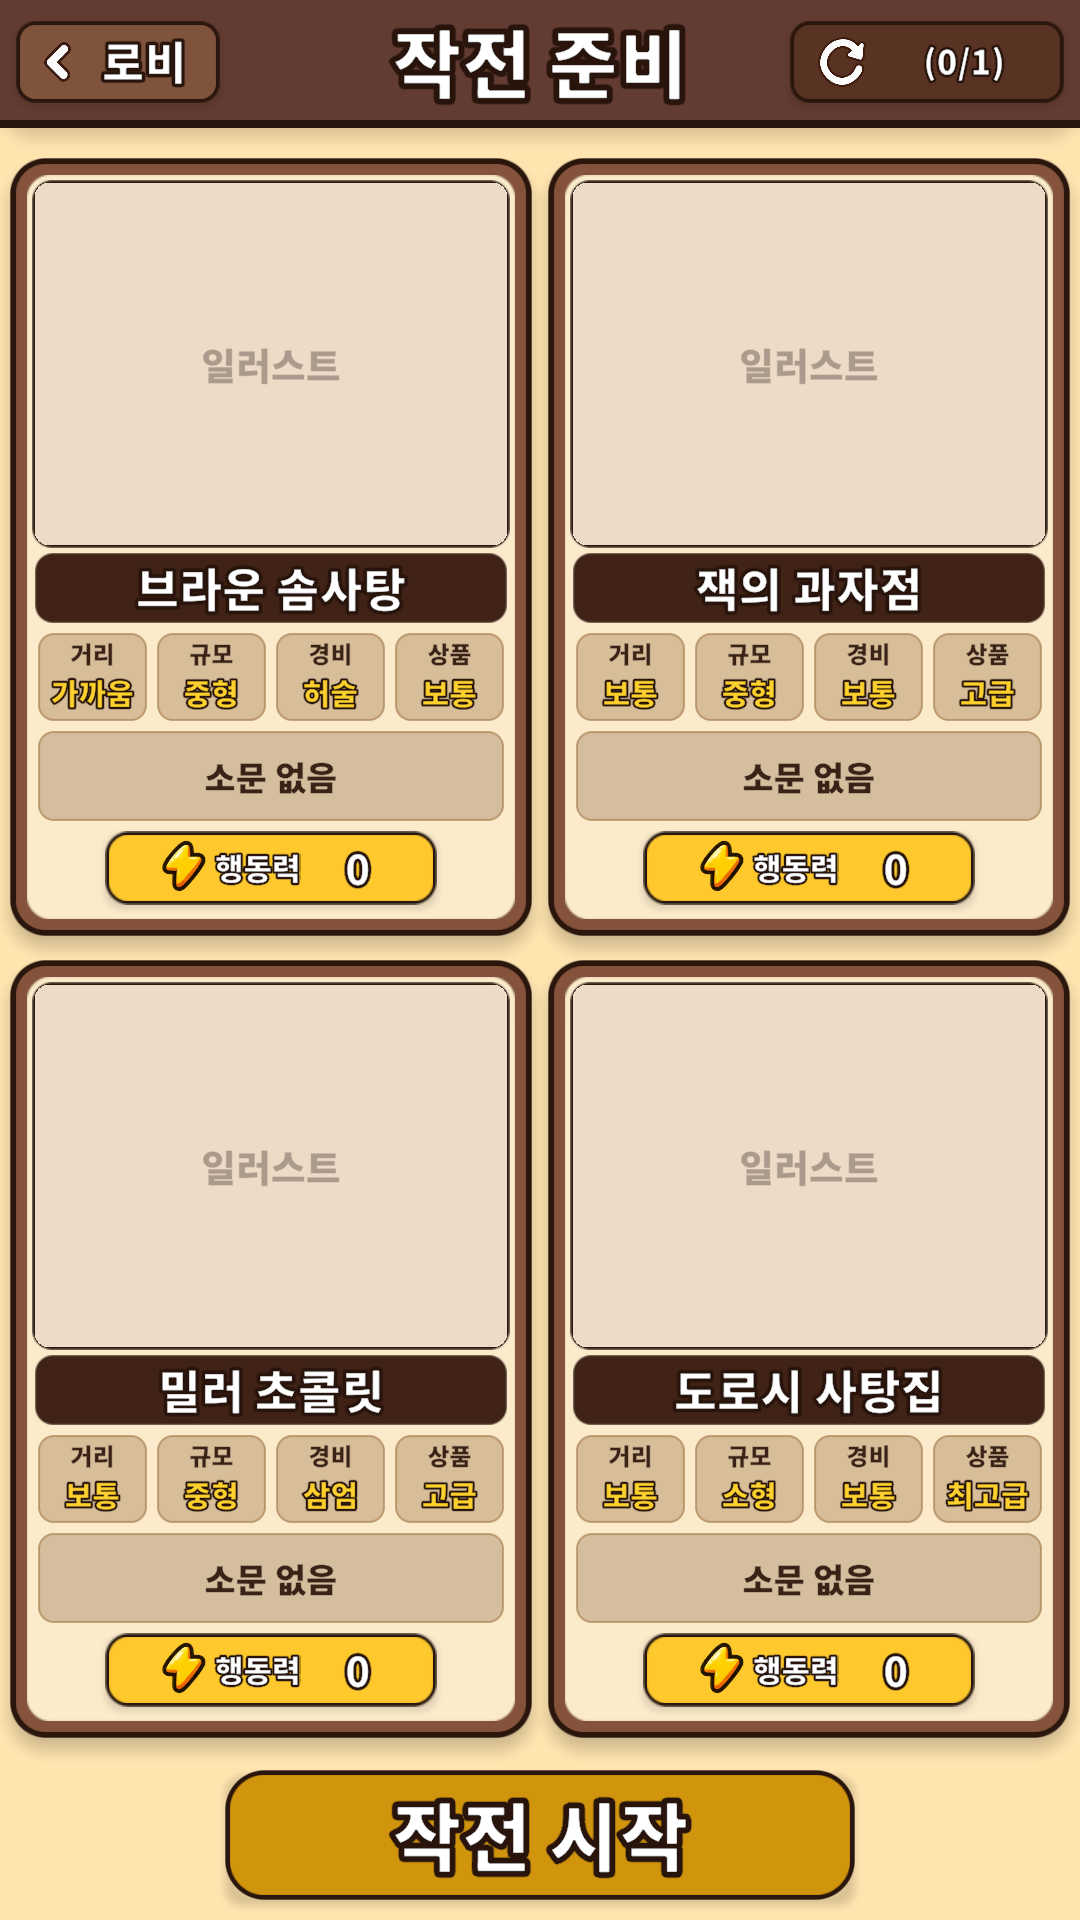 로비
작전 준비
(0/1)
일러스트
브라운 솜사탕
거리 규모 경비 상품
가까움 중형 허술 보통
소문 없음
행동력 0
일러스트
잭의 과자점
거리 규모 경비 상품
보통 중형 보통 고급
소문 없음
행동력 0
일러스트
밀러 초콜릿
거리 규모 경비 상품
보통 중형 삼엄 고급
소문 없음
행동력 0
일러스트
도로시 사탕집
거리 규모 경비 상품
보통 소형 보통 최고급
소문 없음
행동력 0
작전 시작